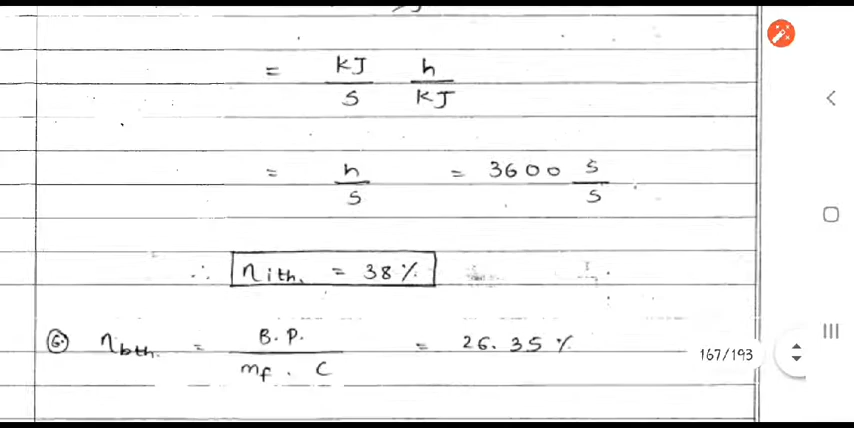 = KJ/S h/KJ
= h/S = 3600 S/S
∴ ηith. = 38 %
⑥ ηbth. = B.P./mf . C = 26.35 %
167/193